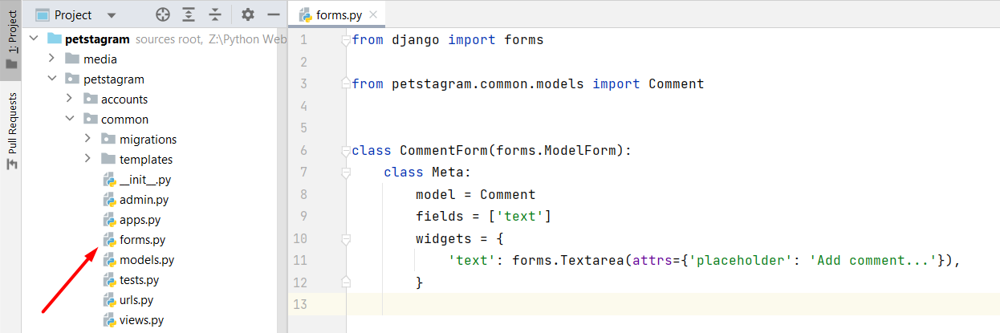 1: Project
Pull Requests
Project
petstagram sources root, Z:\Python Web
media
petstagram
accounts
common
migrations
templates
__init__.py
admin.py
apps.py
forms.py
models.py
tests.py
urls.py
views.py
forms.py
1 from django import forms
2
3 from petstagram.common.models import Comment
4
5
6 class CommentForm(forms.ModelForm):
7     class Meta:
8         model = Comment
9         fields = ['text']
10         widgets = {
11             'text': forms.Textarea(attrs={'placeholder': 'Add comment...'}),
12         }
13